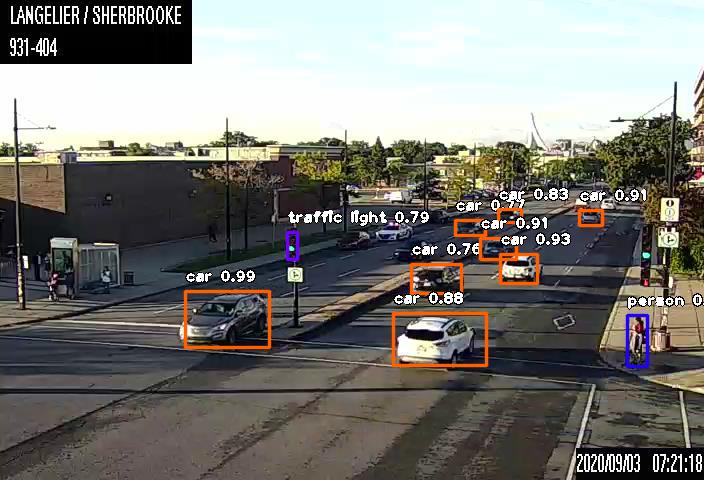 LANGELIER / SHERBROOKE
931-404
car 0.83
car 0.91
car 0.77
car 0.91
traffic light 0.79
car 0.93
car 0.76
car 0.99
car 0.88
person 0.
2020/09/03 07:21:18